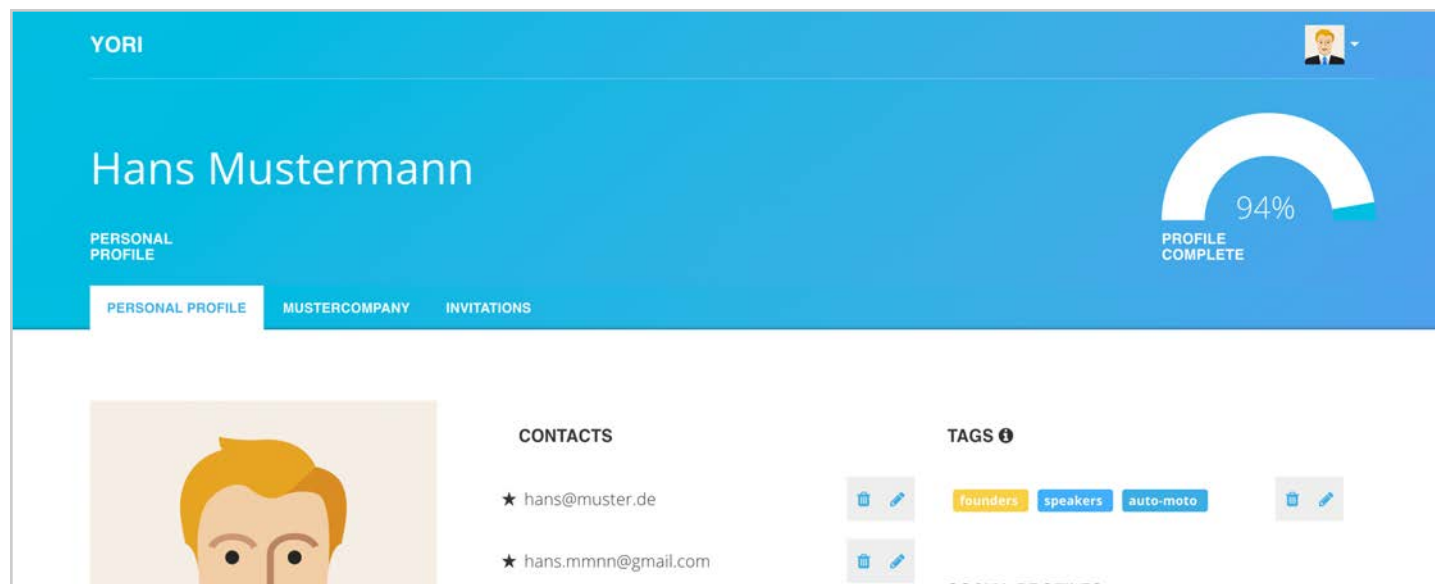 YORI
Hans Mustermann
94%
PERSONAL
PROFILE
PROFILE
COMPLETE
PERSONAL PROFILE
MUSTERCOMPANY
INVITATIONS
CONTACTS
TAGS
★ hans@muster.de
founders
speakers
auto-moto
★ hans.mmnn@gmail.com